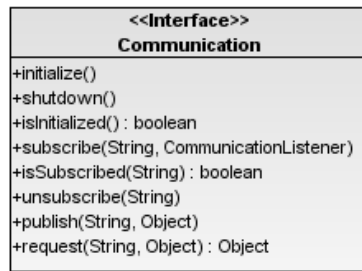 <<Interface>>
Communication
+initialize()
+shutdown()
+isInitialized() : boolean
+subscribe(String, CommunicationListener)
+isSubscribed(String) : boolean
+unsubscribe(String)
+publish(String, Object)
+request(String, Object) : Object